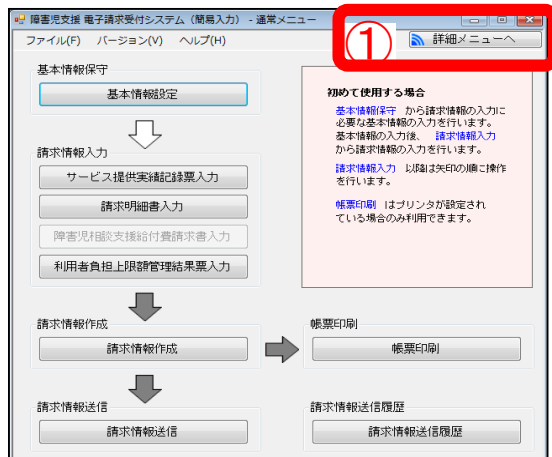 障害児支援 電子請求受付システム（簡易入力） - 通常メニュー
ファイル(F) バージョン(V) ヘルプ(H)
①
詳細メニューへ
基本情報保守
基本情報設定
請求情報入力
サービス提供実績記録票入力
請求明細書入力
障害児相談支援給付費請求書入力
利用者負担上限額管理結果票入力
初めて使用する場合
基本情報保守 から請求情報の入力に
必要な基本情報の入力を行います。
基本情報の入力後、 請求情報入力
から請求情報の入力を行います。
請求情報入力 以降は矢印の順に操作
を行います。
帳票印刷 はプリンタが設定され
ている場合のみ利用できます。
請求情報作成
請求情報作成
帳票印刷
帳票印刷
請求情報送信
請求情報送信
請求情報送信履歴
請求情報送信履歴